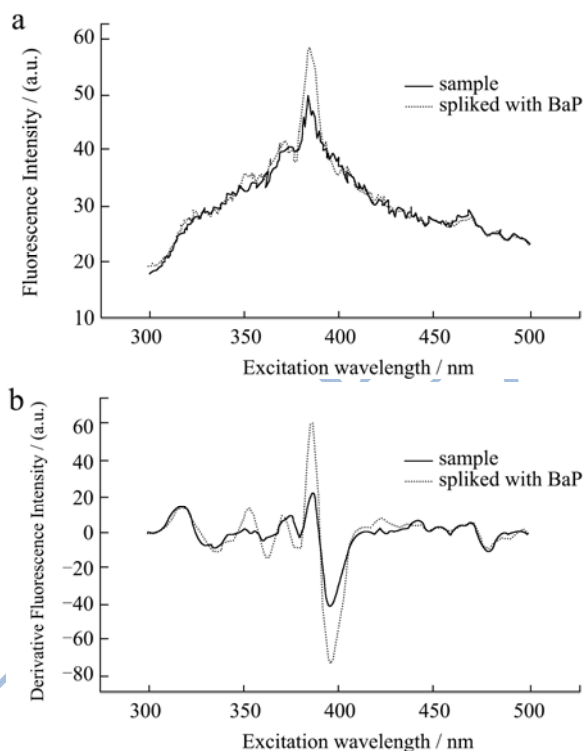 a
60
50
40
30
20
10
Fluorescence Intensity / (a.u.)
sample
spliked with BaP
300
350
400
450
500
Excitation wavelength / nm
b
60
40
20
0
−20
−40
−60
−80
Derivative Fluorescence Intensity / (a.u.)
sample
spliked with BaP
300
350
400
450
500
Excitation wavelength / nm